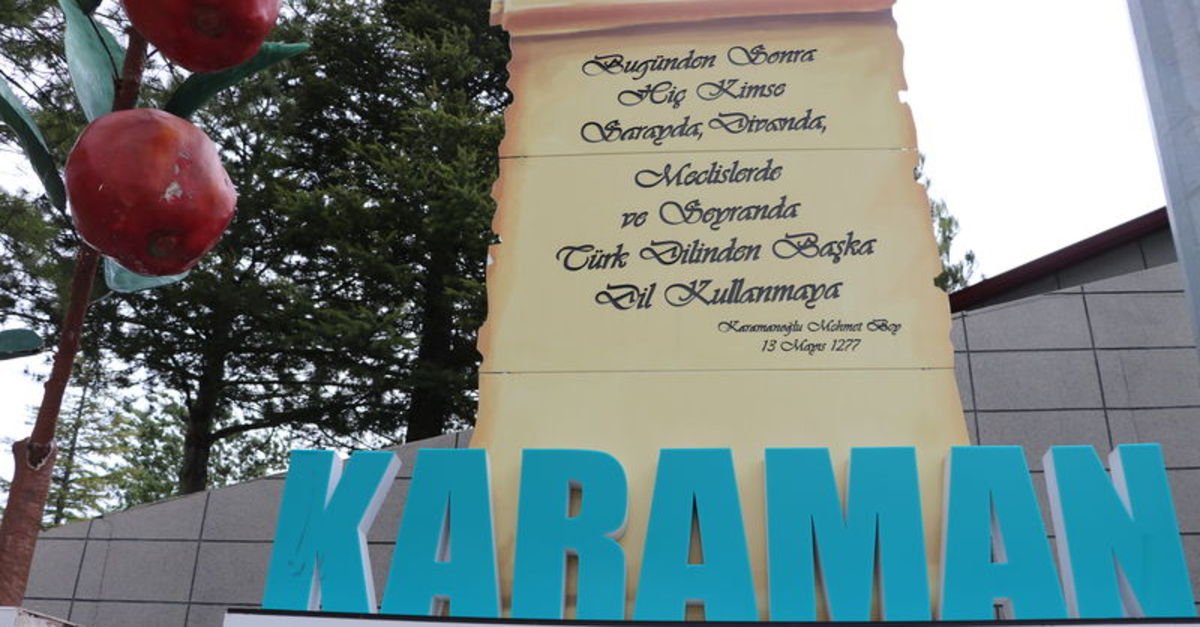 Bugünden Sonra
Hiç Kimse
Sarayda, Divanda,
Meclislerde
ve Seyranda
Türk Dilinden Başka
Dil Kullanmaya
Karamanoğlu Mehmet Bey
13 Mayıs 1277
KARAMAN